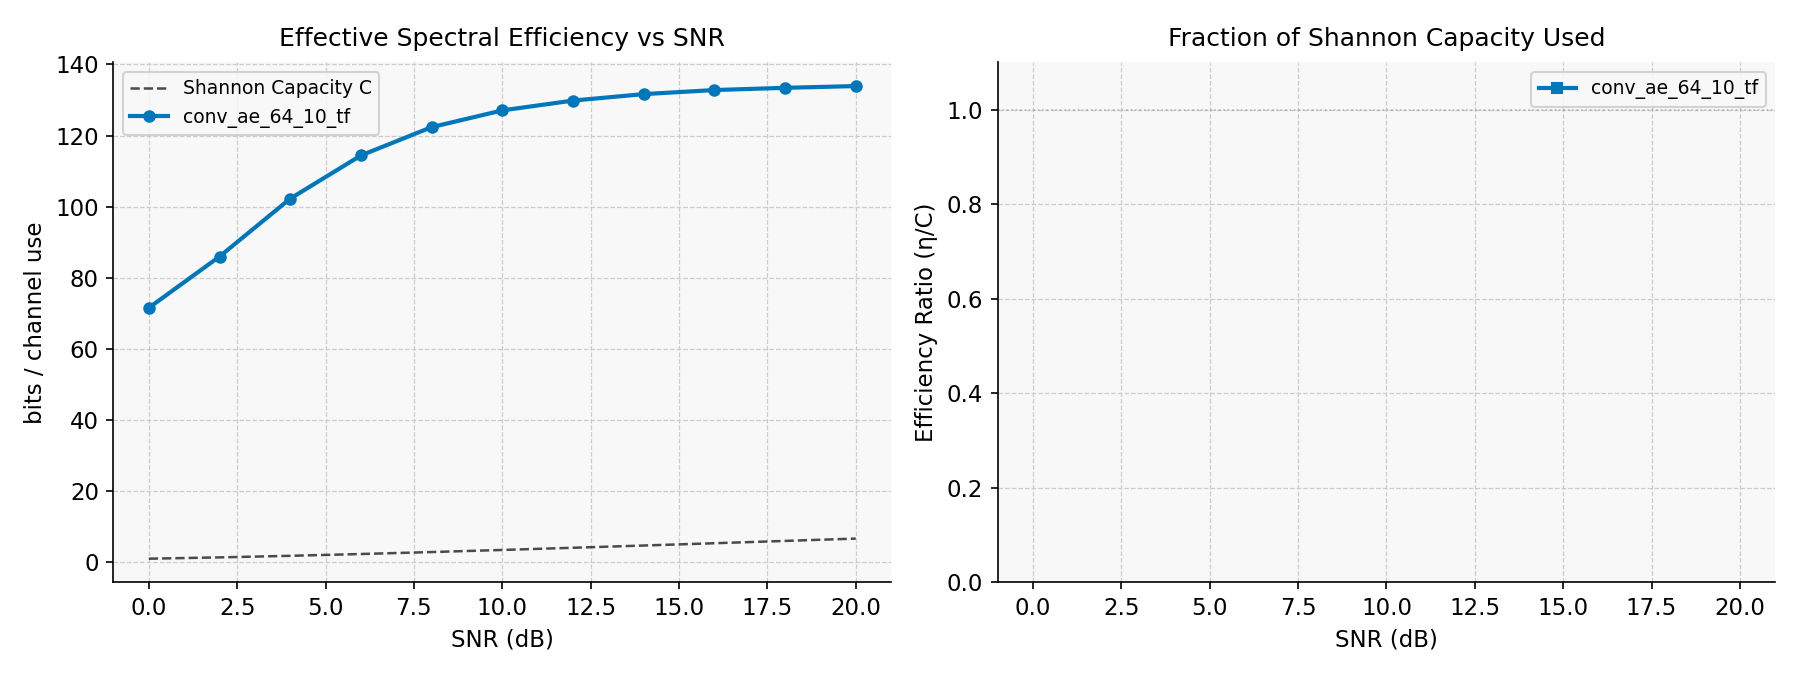 Effective Spectral Efficiency vs SNR
140
120
100
80
60
40
20
0
bits / channel use
Shannon Capacity C
conv_ae_64_10_tf
0.0 2.5 5.0 7.5 10.0 12.5 15.0 17.5 20.0
SNR (dB)
Fraction of Shannon Capacity Used
1.0
0.8
0.6
0.4
0.2
0.0
Efficiency Ratio (η/C)
conv_ae_64_10_tf
0.0 2.5 5.0 7.5 10.0 12.5 15.0 17.5 20.0
SNR (dB)